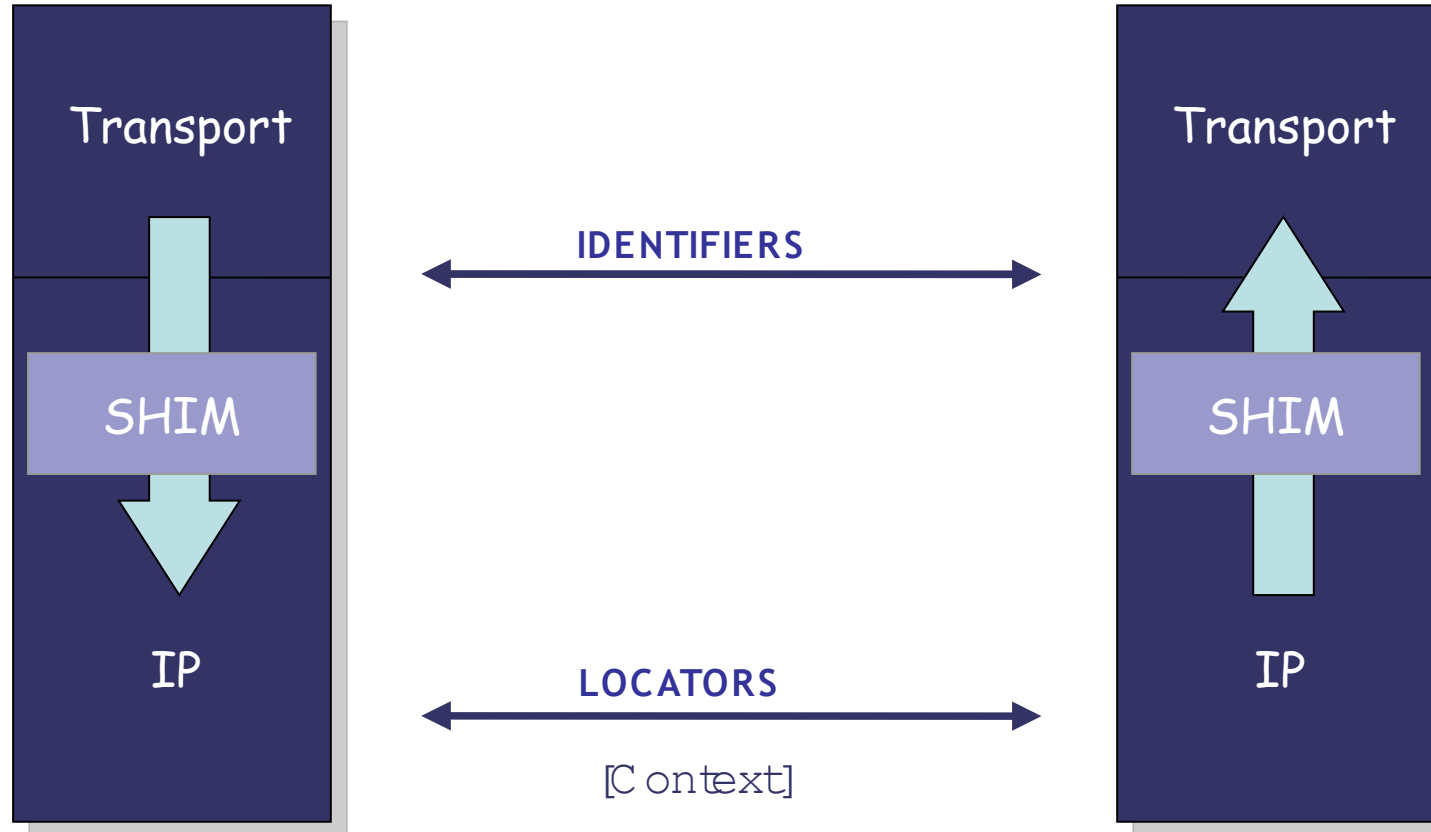 Transport
Transport
IDENTIFIERS
SHIM
SHIM
IP
LOCATORS
IP
[Context]